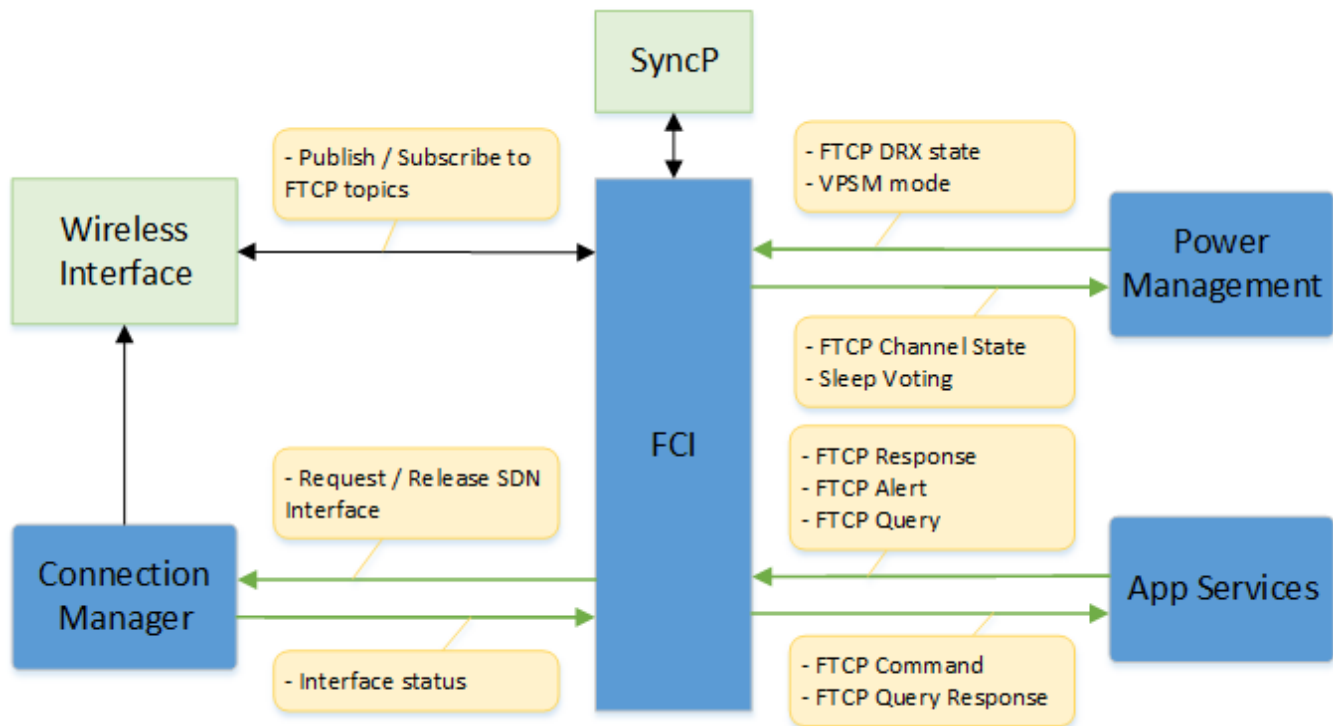 SyncP
- Publish / Subscribe to
FTCP topics
- FTCP DRX state
- VPSM mode
Wireless
Interface
Power
Management
- FTCP Channel State
- Sleep Voting
FCI
- Request / Release SDN
Interface
- FTCP Response
- FTCP Alert
- FTCP Query
Connection
Manager
App Services
- Interface status
- FTCP Command
- FTCP Query Response